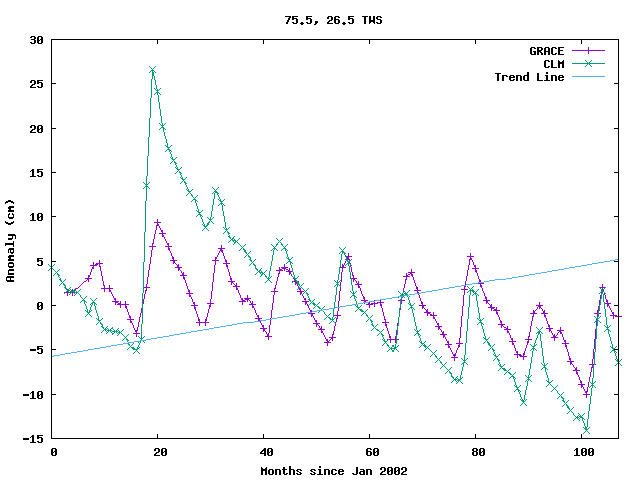 75.5, 26.5 TWS
GRACE
CLM
Trend Line
30
25
20
15
10
5
0
-5
-10
-15
Anomaly (cm)
0 20 40 60 80 100
Months since Jan 2002